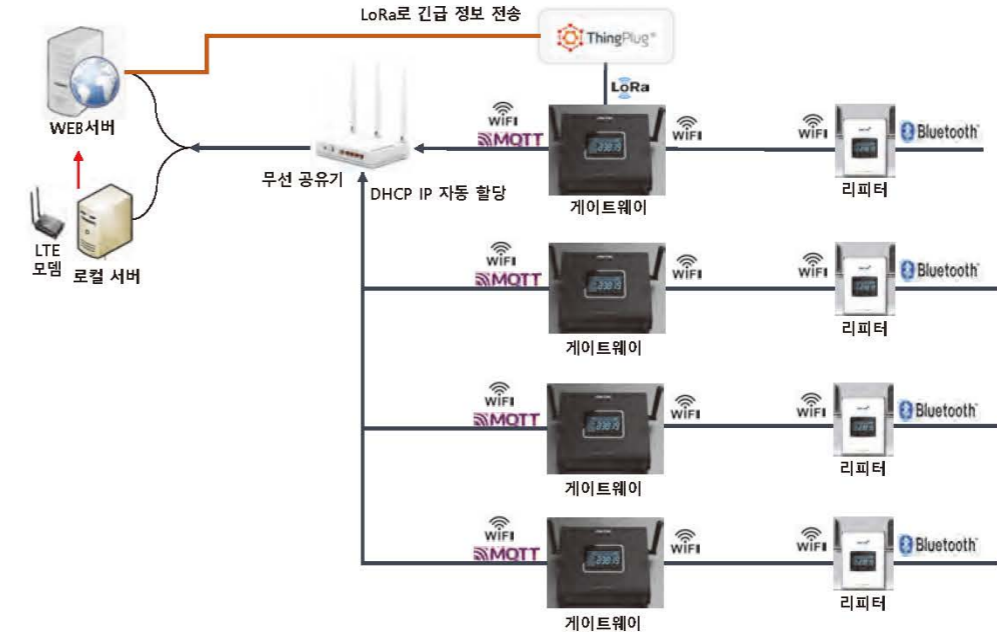 LoRa로 긴급 정보 전송
ThingPlug
LoRa
WEB서버
무선 공유기
DHCP IP 자동 할당
LTE
모뎀
로컬 서버
WiFi
MQTT
게이트웨이
WiFi
WiFi
리피터
Bluetooth
WiFi
MQTT
게이트웨이
WiFi
WiFi
리피터
Bluetooth
WiFi
MQTT
게이트웨이
WiFi
WiFi
리피터
Bluetooth
WiFi
MQTT
게이트웨이
WiFi
WiFi
리피터
Bluetooth